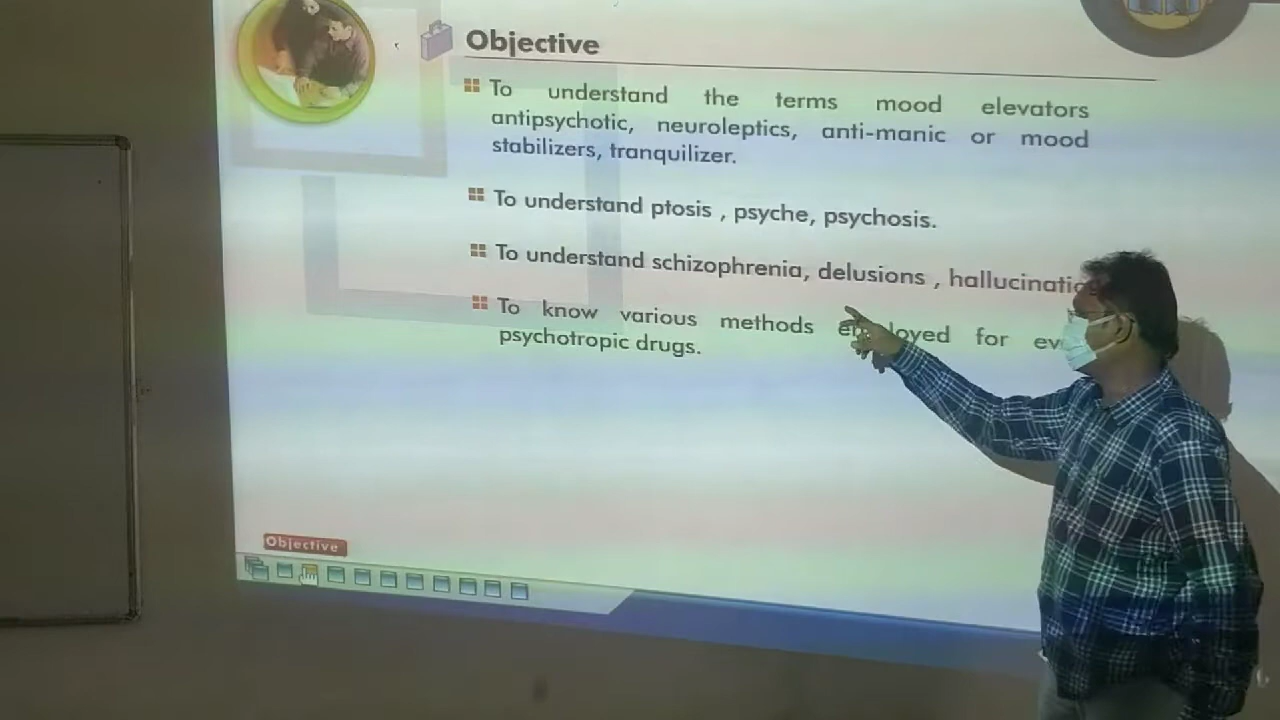 Objective
To understand the terms mood elevators
antipsychotic, neuroleptics, anti-manic or mood
stabilizers, tranquilizer.
To understand ptosis , psyche, psychosis.
To understand schizophrenia, delusions , hallucinatio
To know various methods for
psychotropic drugs.
Objective